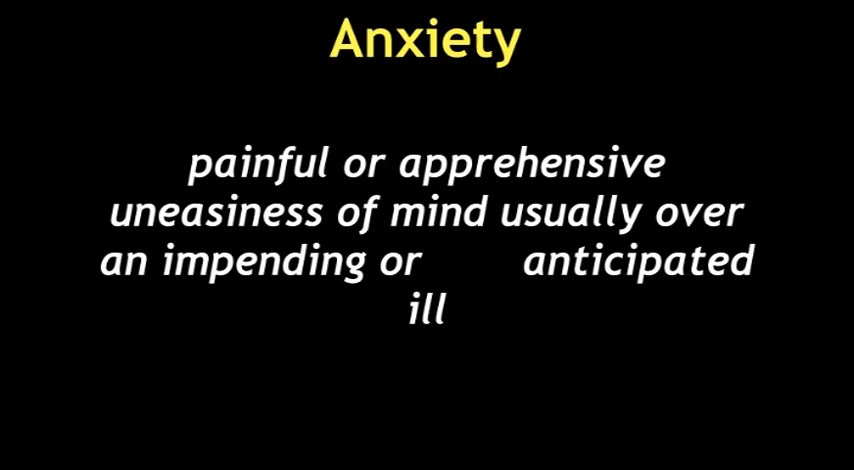 Anxiety
painful or apprehensive
uneasiness of mind usually over
an impending or anticipated
ill